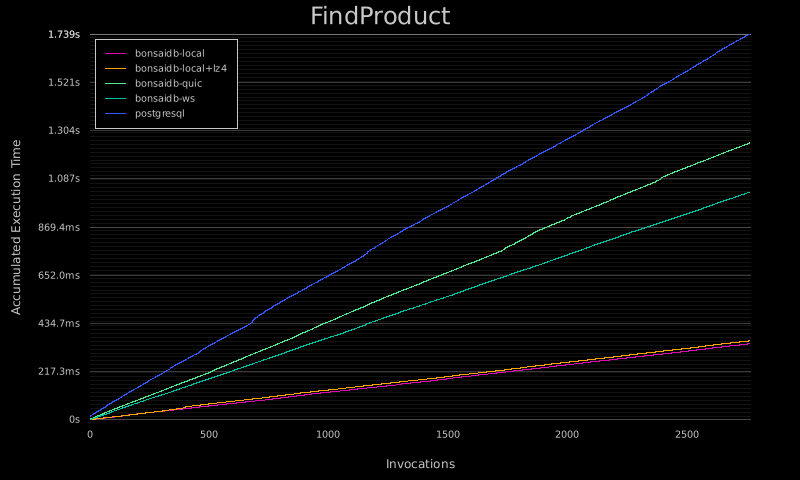 FindProduct
1.739s
1.521s
1.304s
1.087s
869.4ms
652.0ms
434.7ms
217.3ms
0s
bonsaidb-local
bonsaidb-local+lz4
bonsaidb-quic
bonsaidb-ws
postgresql
Accumulated Execution Time
0 500 1000 1500 2000 2500
Invocations